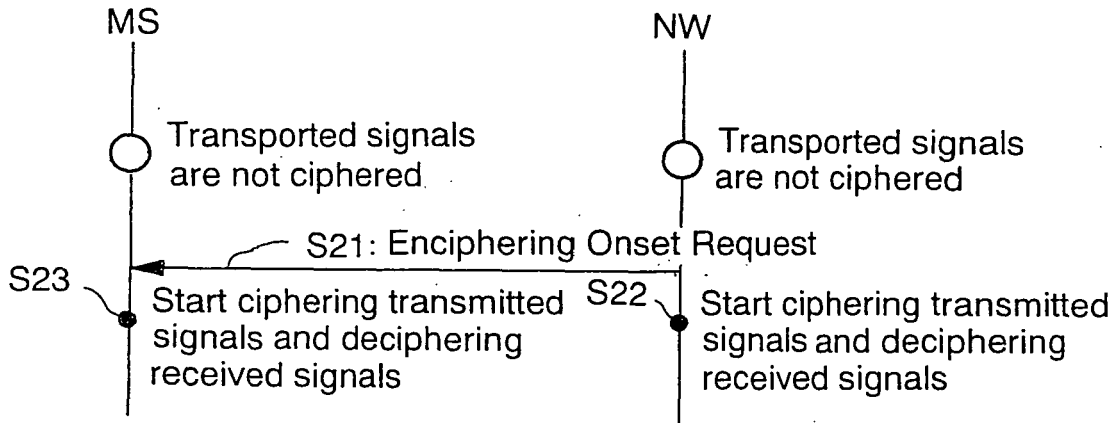 MS
NW
Transported signals
are not ciphered
Transported signals
are not ciphered
S21: Enciphering Onset Request
S23
Start ciphering transmitted
signals and deciphering
received signals
S22
Start ciphering transmitted
signals and deciphering
received signals